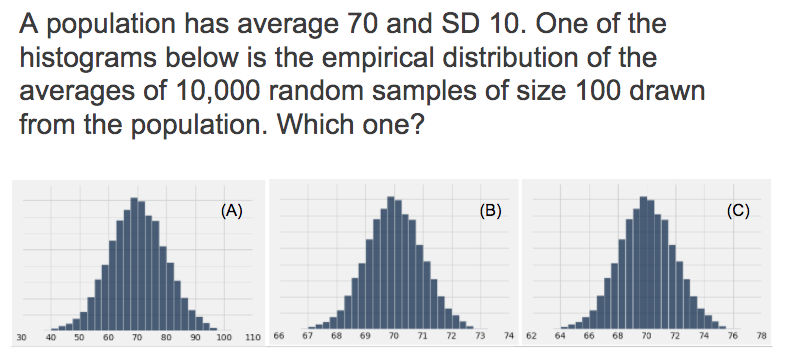 A population has average 70 and SD 10. One of the
histograms below is the empirical distribution of the
averages of 10,000 random samples of size 100 drawn
from the population. Which one?
(A)
30 40 50 60 70 80 90 100 110
(B)
66 67 68 69 70 71 72 73 74
(C)
62 64 66 68 70 72 74 76 78